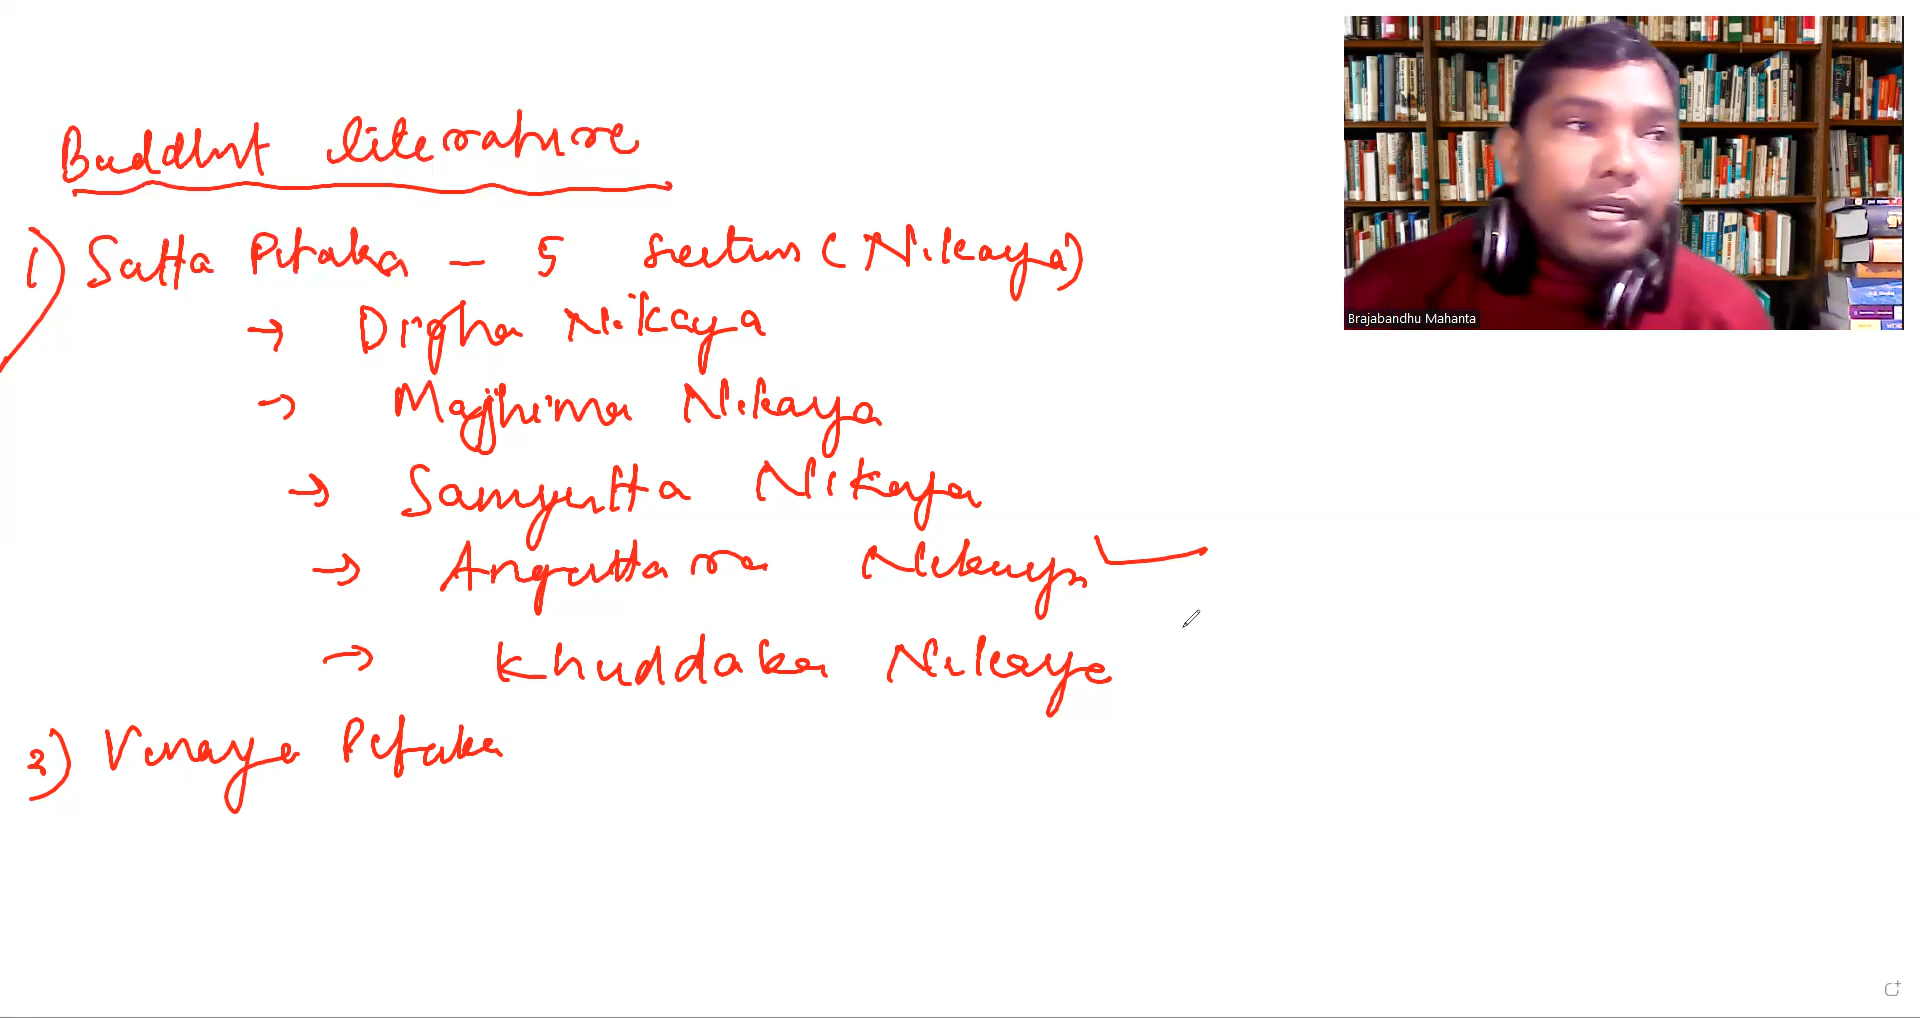 Buddhist literature
1) Sutta Pitaka - 5 sections (Nikaya)
→ Digha Nikaya
→ Majjhima Nikaya
→ Samyutta Nikaya
→ Anguttara Nikaya
→ Khuddaka Nikaya
2) Vinaya Pitaka
Brajabandhu Mahanta